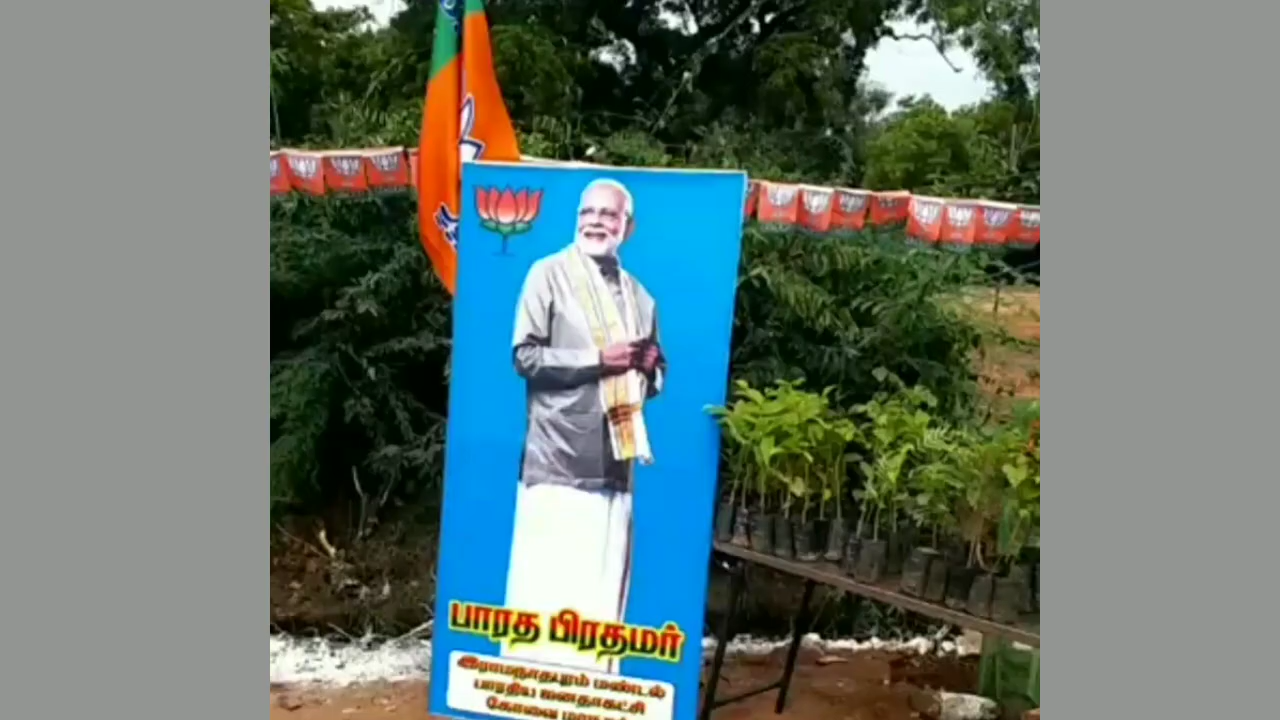 பாரத பிரதமர்
இராமநாதபுரம் மண்டல்
பாரதிய ஜனதாகட்சி
கோவை